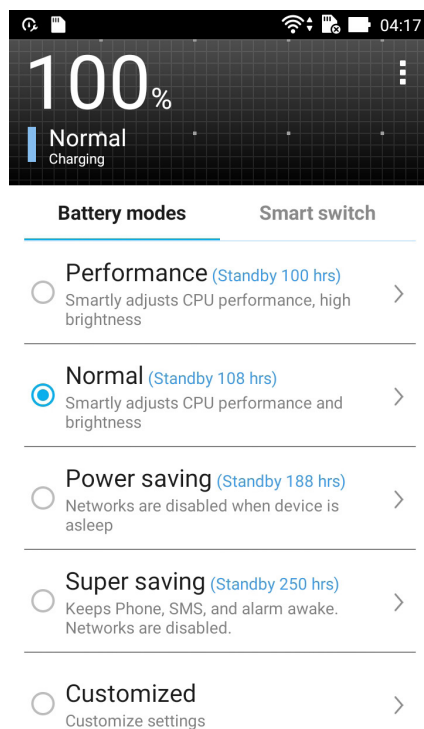 04:17
100%
Normal
Charging
Battery modes
Smart switch
Performance (Standby 100 hrs)
Smartly adjusts CPU performance, high
brightness
Normal (Standby 108 hrs)
Smartly adjusts CPU performance and
brightness
Power saving (Standby 188 hrs)
Networks are disabled when device is
asleep
Super saving (Standby 250 hrs)
Keeps Phone, SMS, and alarm awake.
Networks are disabled.
Customized
Customize settings